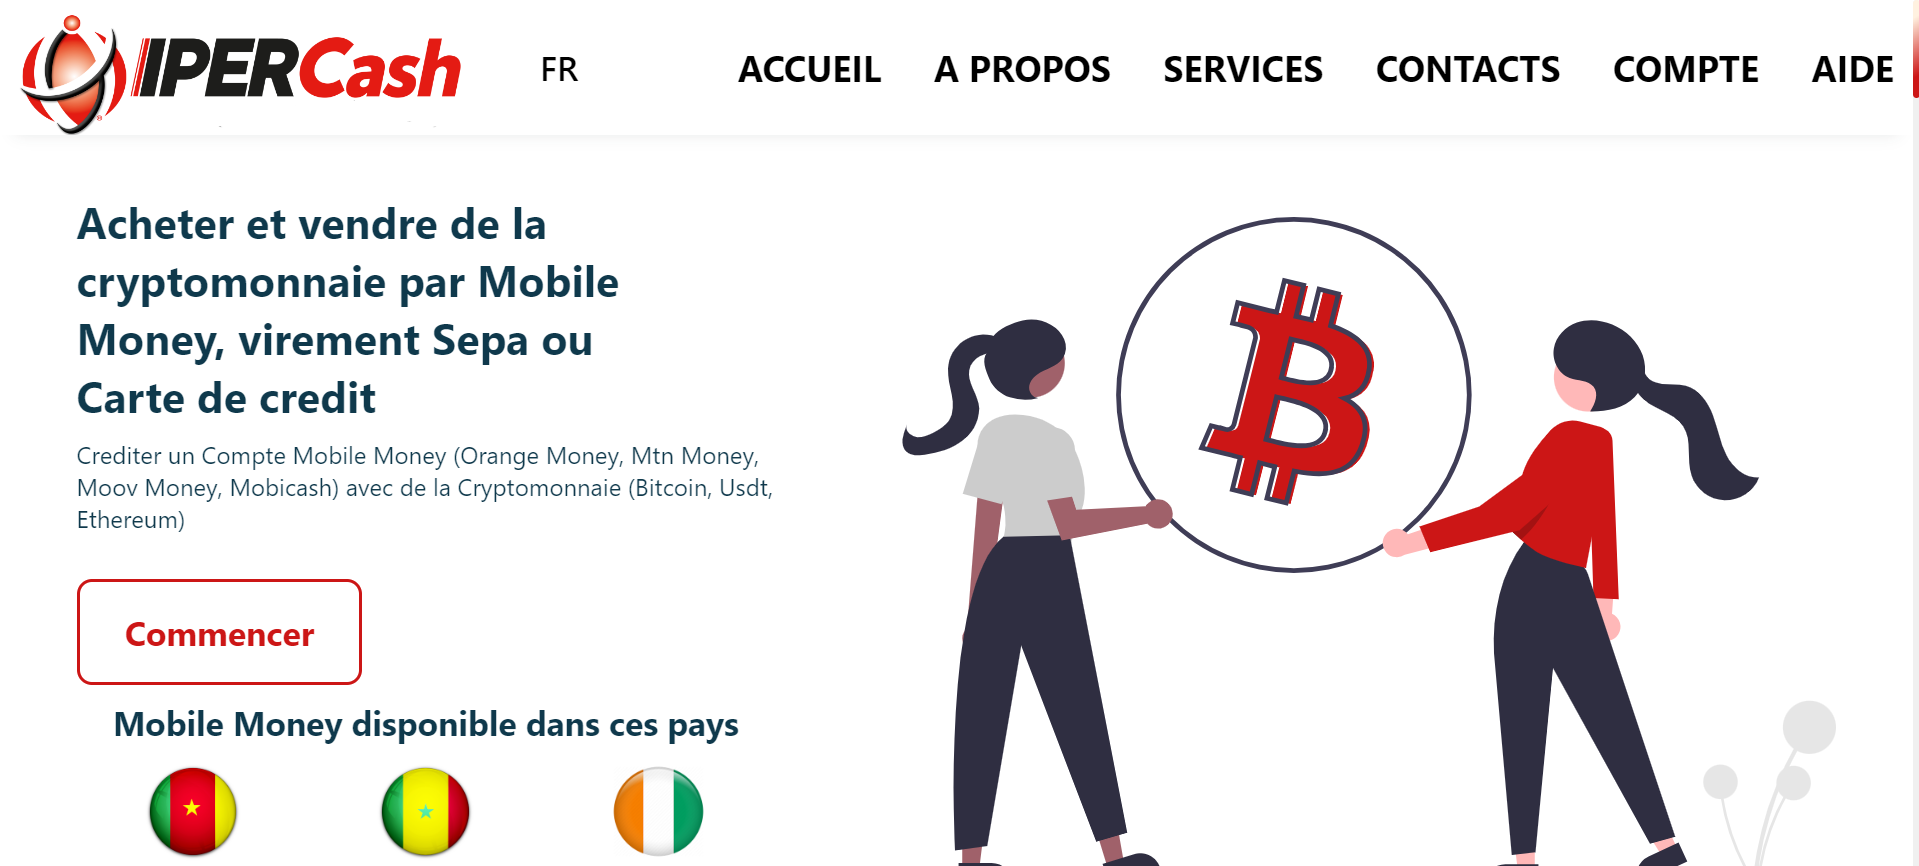 IPERCash
FR
ACCUEIL
A PROPOS
SERVICES
CONTACTS
COMPTE
AIDE
Acheter et vendre de la
cryptomonnaie par Mobile
Money, virement Sepa ou
Carte de credit
Crediter un Compte Mobile Money (Orange Money, Mtn Money,
Moov Money, Mobicash) avec de la Cryptomonnaie (Bitcoin, Usdt,
Ethereum)
Commencer
Mobile Money disponible dans ces pays